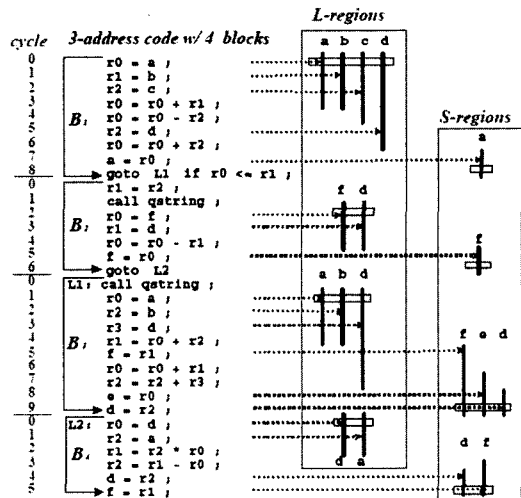 L-regions
cycle 3-address code w/ 4 blocks
a b c d
0 r0 = a ;
1 r1 = b ;
2 r2 = c ;
3 r0 = r0 + r1 ;
4 B1 r0 = r0 - r2 ;
5 r2 = d ;
6 r0 = r0 + r2 ;
7 a = r0 ;
8 goto L1 if r0 <= r1 ;
S-regions
a
0 r1 = r2 ;
1 call qstring ;
2 B2 r0 = f ;
3 r1 = d ;
4 r0 = r0 - r1 ;
5 f = r0 ;
6 goto L2
f d
f
0 L1: call qstring ;
1 r0 = a ;
2 r2 = b ;
3 r3 = d ;
4 B3 r1 = r0 + r2 ;
5 f = r1 ;
6 r0 = r0 + r1 ;
7 r2 = r2 + r3 ;
8 e = r0 ;
9 d = r2 ;
a b d
f e d
0 L2: r0 = d ;
1 r2 = a ;
2 B4 r1 = r2 * r0 ;
3 r2 = r1 - r0 ;
4 d = r2 ;
5 f = r1 ;
d a
d f